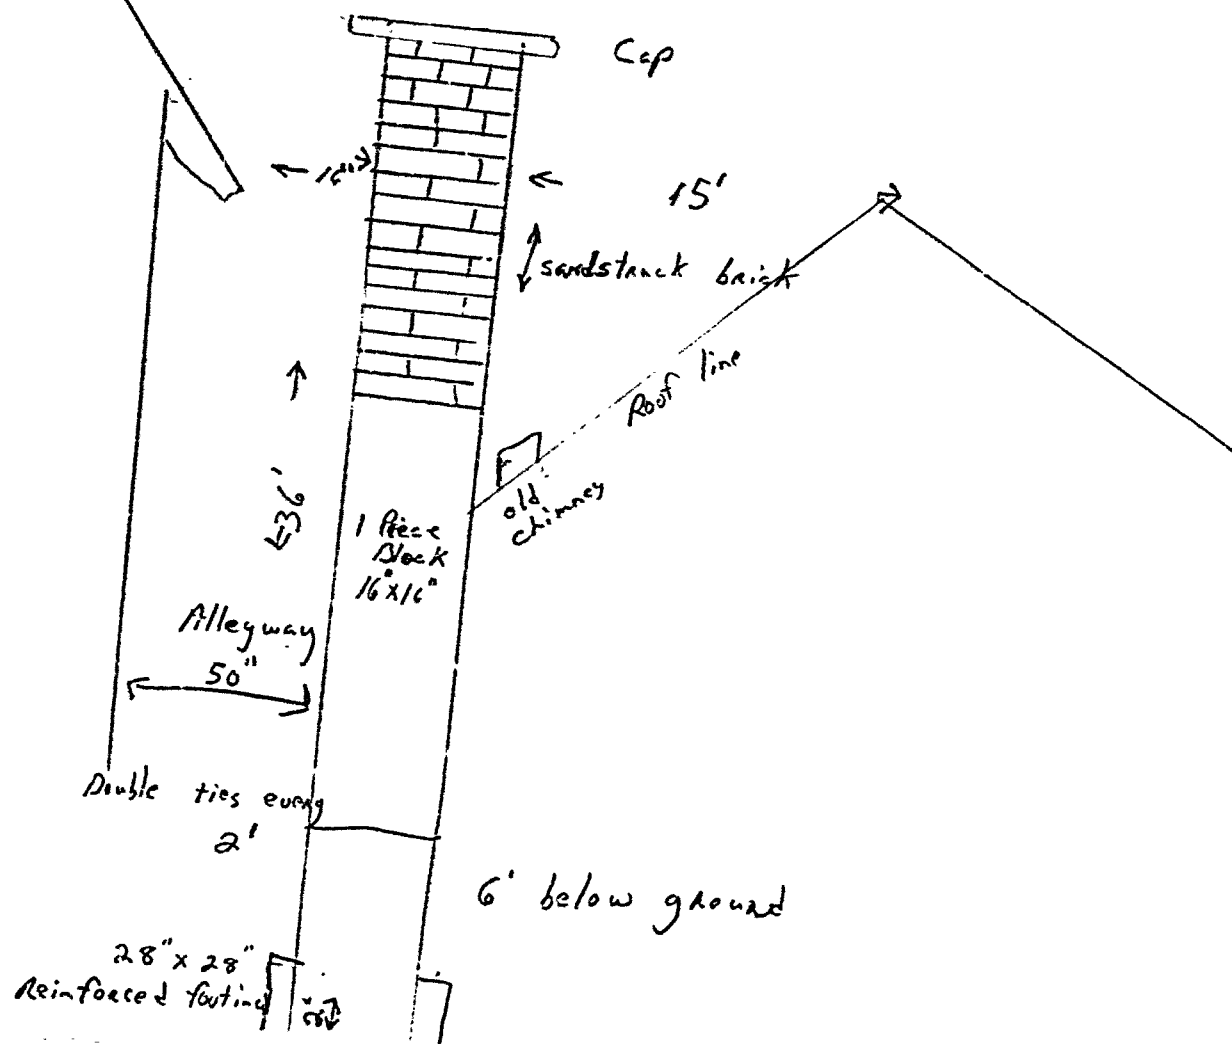 Cap
16"
15'
sandstruck brick
Roof line
old
chimney
36'
1 Piece
Block
16"x16"
Alleyway
50"
Double ties every
2'
6' below ground
28" x 28"
Reinforced footing